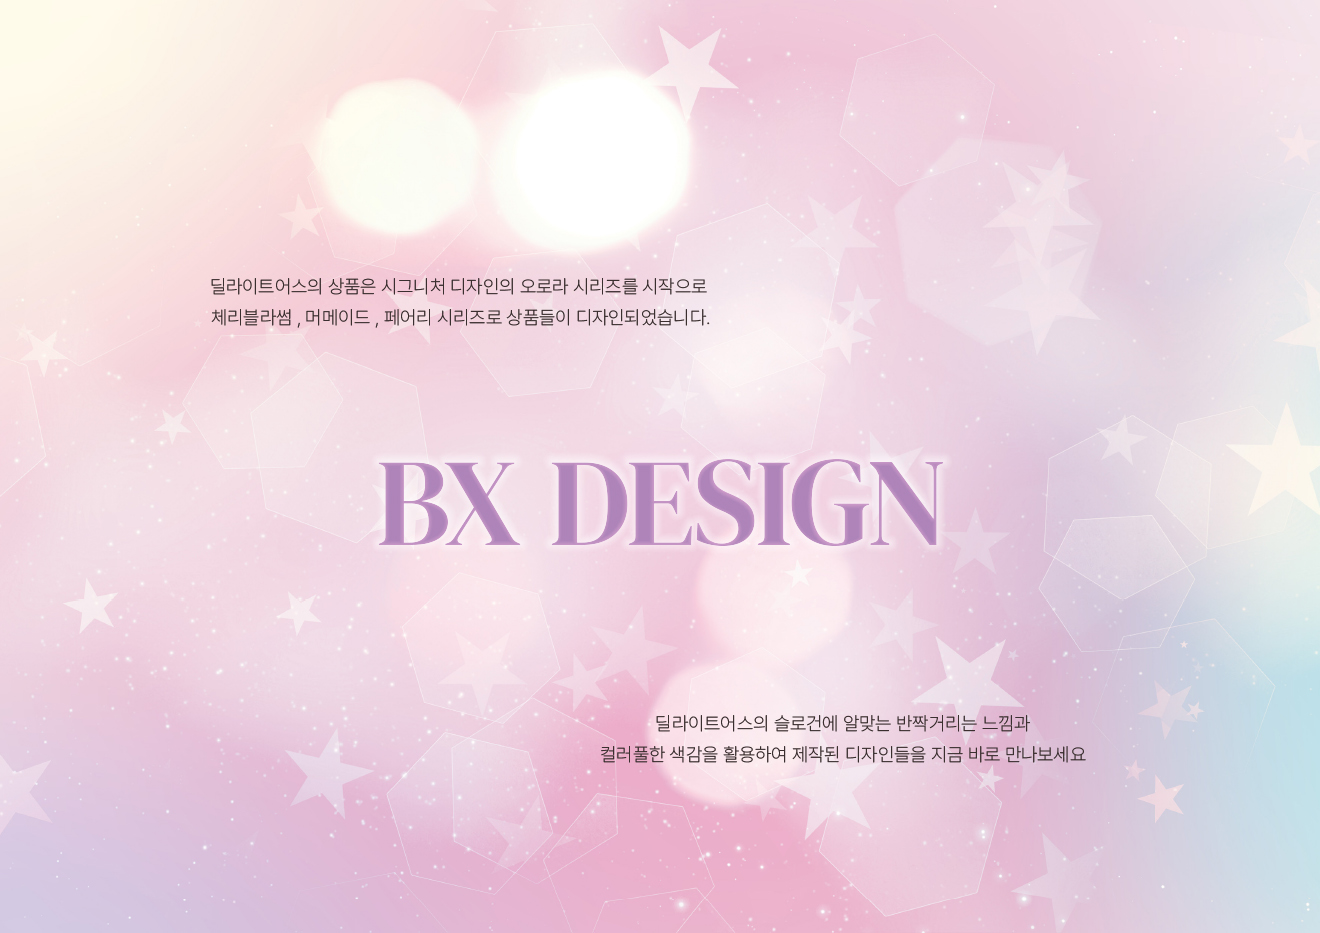 딜라이트어스의 상품은 시그니처 디자인의 오로라 시리즈를 시작으로
체리블라썸 , 머메이드 , 페어리 시리즈로 상품들이 디자인되었습니다.
BX DESIGN
딜라이트어스의 슬로건에 알맞는 반짝거리는 느낌과
컬러풀한 색감을 활용하여 제작된 디자인들을 지금 바로 만나보세요